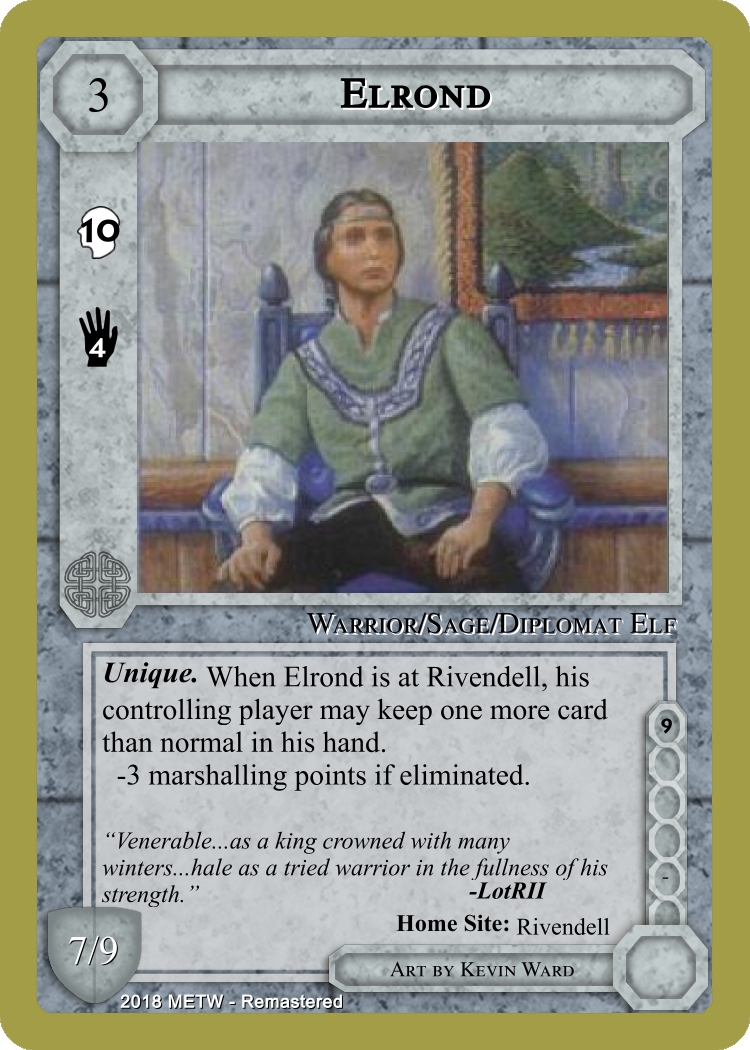 3
ELROND
10
4
WARRIOR/SAGE/DIPLOMAT ELF
Unique. When Elrond is at Rivendell, his
controlling player may keep one more card
than normal in his hand.
-3 marshalling points if eliminated.
9
“Venerable...as a king crowned with many
winters...hale as a tried warrior in the fullness of his
strength.” -LotRII
-
Home Site: Rivendell
7/9
ART BY KEVIN WARD
2018 METW - Remastered